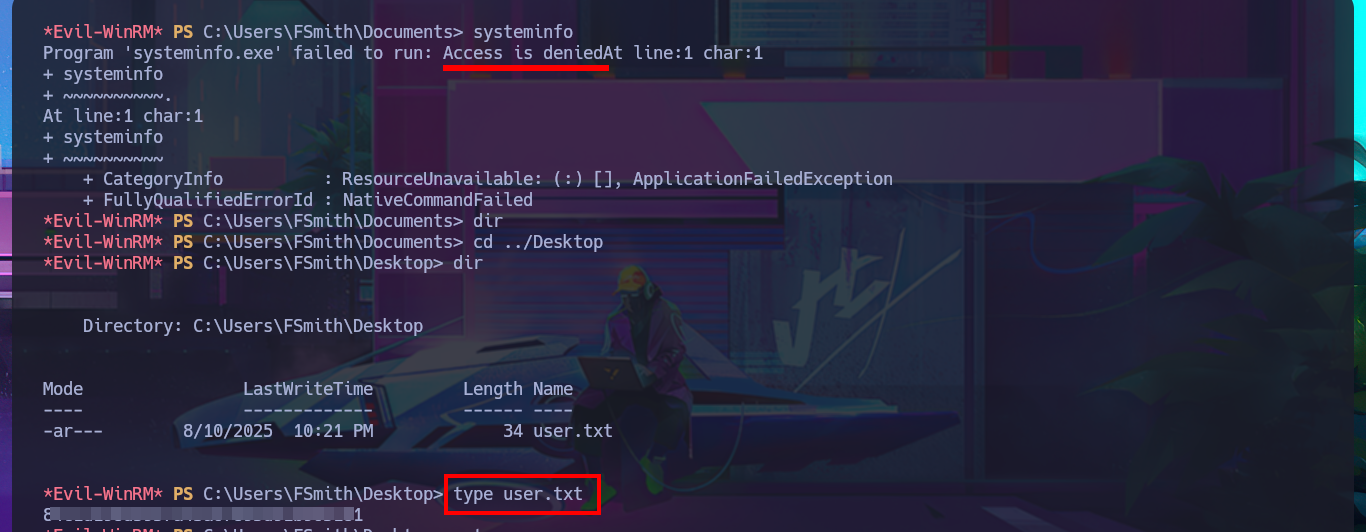 *Evil-WinRM* PS C:\Users\FSmith\Documents> systeminfo
Program 'systeminfo.exe' failed to run: Access is deniedAt line:1 char:1
+ systeminfo
+ ~~~~~~~~~~.
At line:1 char:1
+ systeminfo
+ ~~~~~~~~~~
    + CategoryInfo          : ResourceUnavailable: (:) [], ApplicationFailedException
    + FullyQualifiedErrorId : NativeCommandFailed
*Evil-WinRM* PS C:\Users\FSmith\Documents> dir
*Evil-WinRM* PS C:\Users\FSmith\Documents> cd ../Desktop
*Evil-WinRM* PS C:\Users\FSmith\Desktop> dir
    Directory: C:\Users\FSmith\Desktop
Mode                LastWriteTime         Length Name
----                -------------         ------ ----
-ar---        8/10/2025  10:21 PM             34 user.txt
*Evil-WinRM* PS C:\Users\FSmith\Desktop> type user.txt